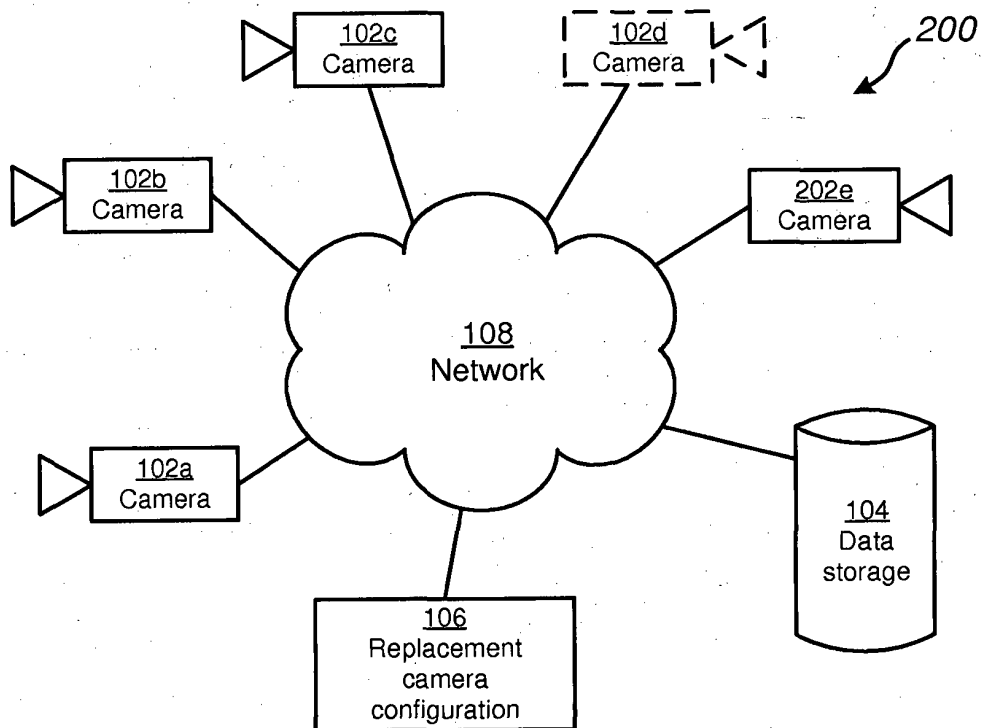 200
102c
Camera
102d
Camera
102b
Camera
202e
Camera
108
Network
102a
Camera
104
Data
storage
106
Replacement
camera
configuration